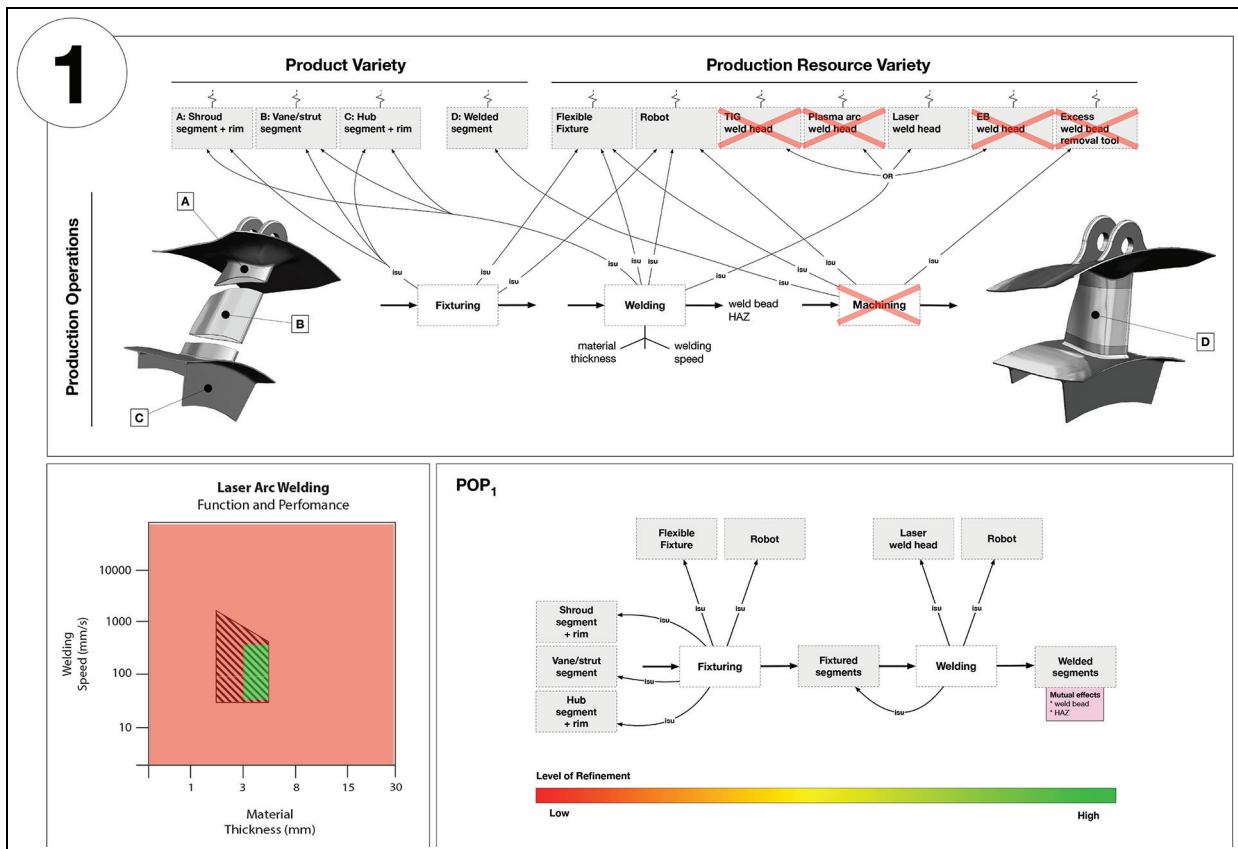 1
Product Variety
Production Resource Variety
A: Shroud
segment + rim
B: Vane/strut
segment
C: Hub
segment + rim
D: Welded
segment
Flexible
Fixture
Robot
TIG
weld head
Plasma arc
weld head
Laser
weld head
EB
weld head
Excess
weld bead
removal tool
OR
Production Operations
A
B
C
D
isu
isu
isu
isu
isu
isu
isu
isu
isu
isu
isu
Fixturing
Welding
weld bead
HAZ
Machining
material
thickness
welding
speed
Laser Arc Welding
Function and Perfomance
Welding
Speed (mm/s)
10000
1000
100
10
1
3
8
15
30
Material
Thickness (mm)
POP1
Flexible
Fixture
Robot
Laser
weld head
Robot
isu
isu
isu
isu
Shroud
segment
+ rim
isu
Vane/strut
segment
isu
Hub
segment
+ rim
isu
Fixturing
Fixtured
segments
Welding
Welded
segments
isu
Mutual effects
* weld bead
* HAZ
Level of Refinement
Low
High